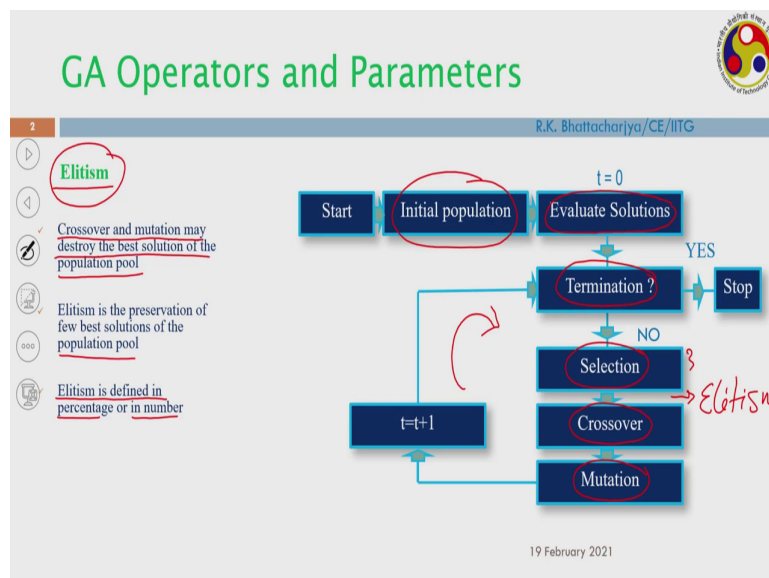 GA Operators and Parameters
2
R.K. Bhattacharjya/CE/IITG
Elitism
Crossover and mutation may
destroy the best solution of the
population pool
Elitism is the preservation of
few best solutions of the
population pool
Elitism is defined in
percentage or in number
t = 0
Start
Initial population
Evaluate Solutions
YES
Termination ?
Stop
NO
Selection
Elitism
t=t+1
Crossover
Mutation
19 February 2021